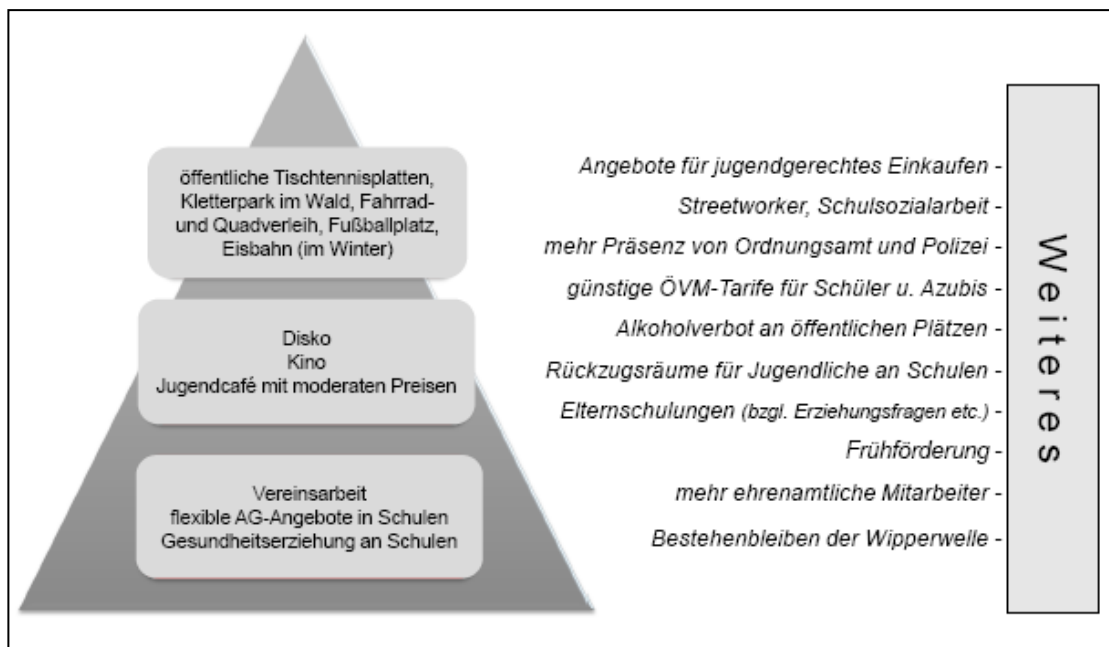 öffentliche Tischtennisplatten,
Kletterpark im Wald, Fahrrad-
und Quadverleih, Fußballplatz,
Eisbahn (im Winter)
Disko
Kino
Jugendcafé mit moderaten Preisen
Vereinsarbeit
flexible AG-Angebote in Schulen
Gesundheitserziehung an Schulen
Angebote für jugendgerechtes Einkaufen -
Streetworker, Schulsozialarbeit -
mehr Präsenz von Ordnungsamt und Polizei -
günstige ÖVM-Tarife für Schüler u. Azubis -
Alkoholverbot an öffentlichen Plätzen -
Rückzugsräume für Jugendliche an Schulen -
Elternschulungen (bzgl. Erziehungsfragen etc.) -
Frühförderung -
mehr ehrenamtliche Mitarbeiter -
Bestehenbleiben der Wipperwelle -
Weiteres